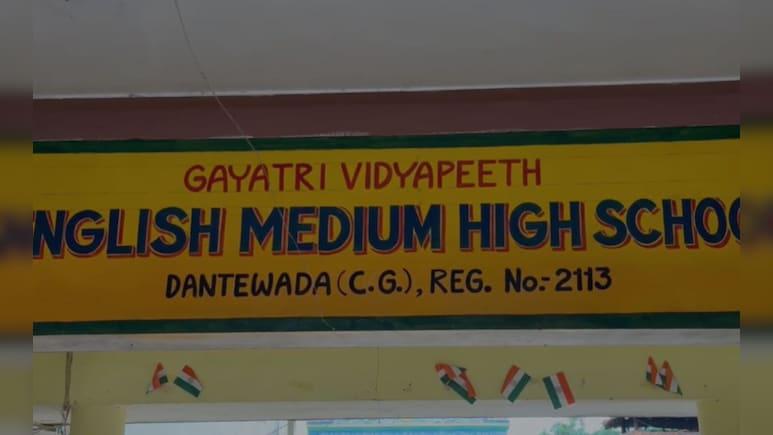 GAYATRI VIDYAPEETH
NGLISH MEDIUM HIGH SCHOO
DANTEWADA (C.G.), REG. No.:- 2113